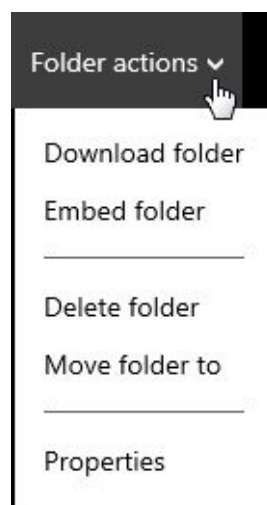 Folder actions
Download folder
Embed folder
Delete folder
Move folder to
Properties